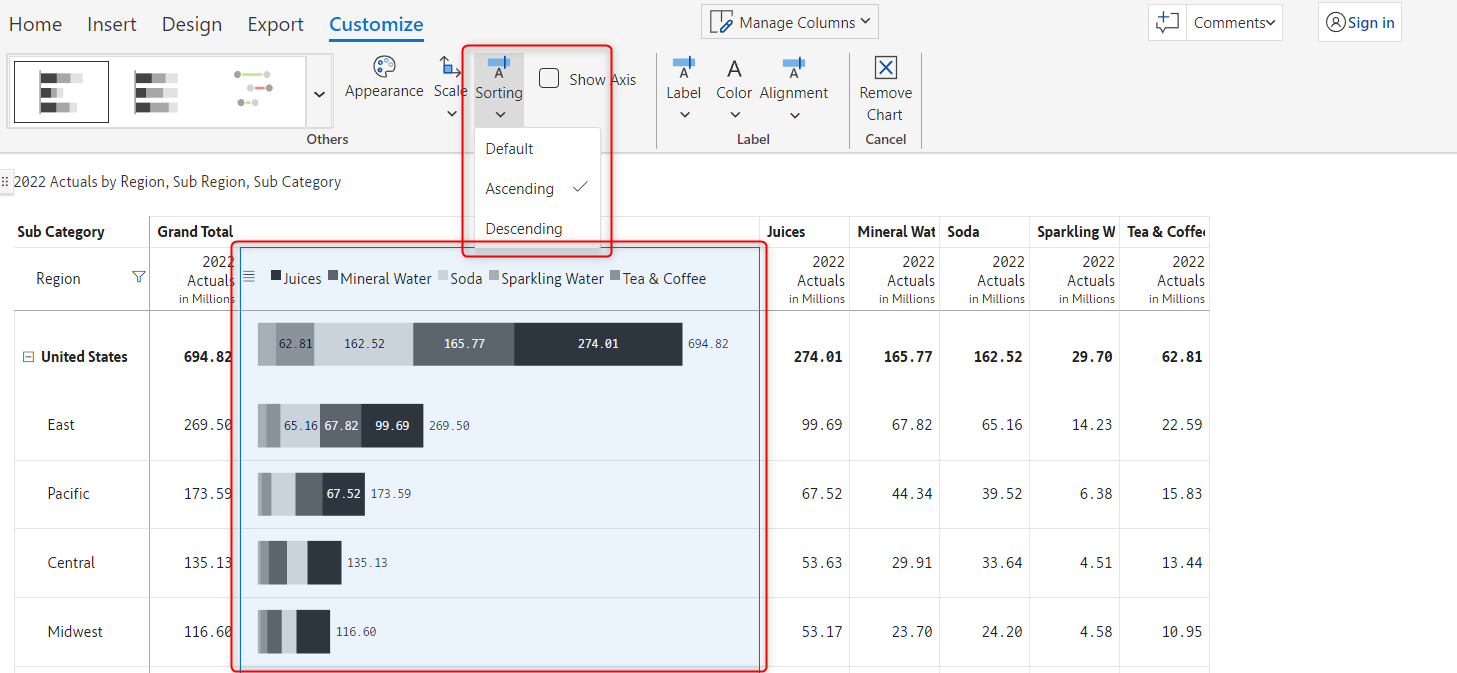 Home Insert Design Export Customize Manage Columns Comments Sign in
Appearance Scale Sorting Show Axis Label Color Alignment Remove Chart
Others Label Cancel
Default
Ascending
Descending
2022 Actuals by Region, Sub Region, Sub Category
Sub Category Grand Total Juices Mineral Wat Soda Sparkling W Tea & Coffe
Region 2022 Actuals in Millions Juices Mineral Water Soda Sparkling Water Tea & Coffee 2022 Actuals in Millions 2022 Actuals in Millions 2022 Actuals in Millions 2022 Actuals in Millions 2022 Actuals in Millions
United States 694.82 62.81 162.52 165.77 274.01 694.82 274.01 165.77 162.52 29.70 62.81
East 269.50 65.16 67.82 99.69 269.50 99.69 67.82 65.16 14.23 22.59
Pacific 173.59 67.52 173.59 67.52 44.34 39.52 6.38 15.83
Central 135.13 135.13 53.63 29.91 33.64 4.51 13.44
Midwest 116.60 116.60 53.17 23.70 24.20 4.58 10.95